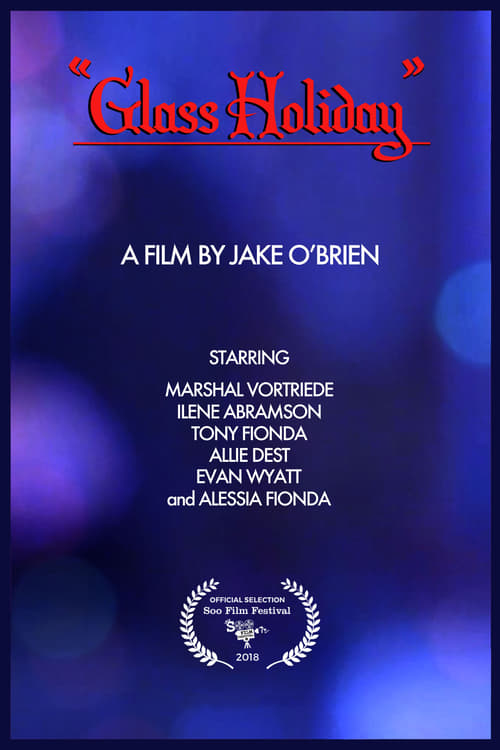 "Glass Holiday"
A FILM BY JAKE O'BRIEN
STARRING
MARSHAL VORTRIEDE
ILENE ABRAMSON
TONY FIONDA
ALLIE DEST
EVAN WYATT
and ALESSIA FIONDA
OFFICIAL SELECTION
Soo Film Festival
2018